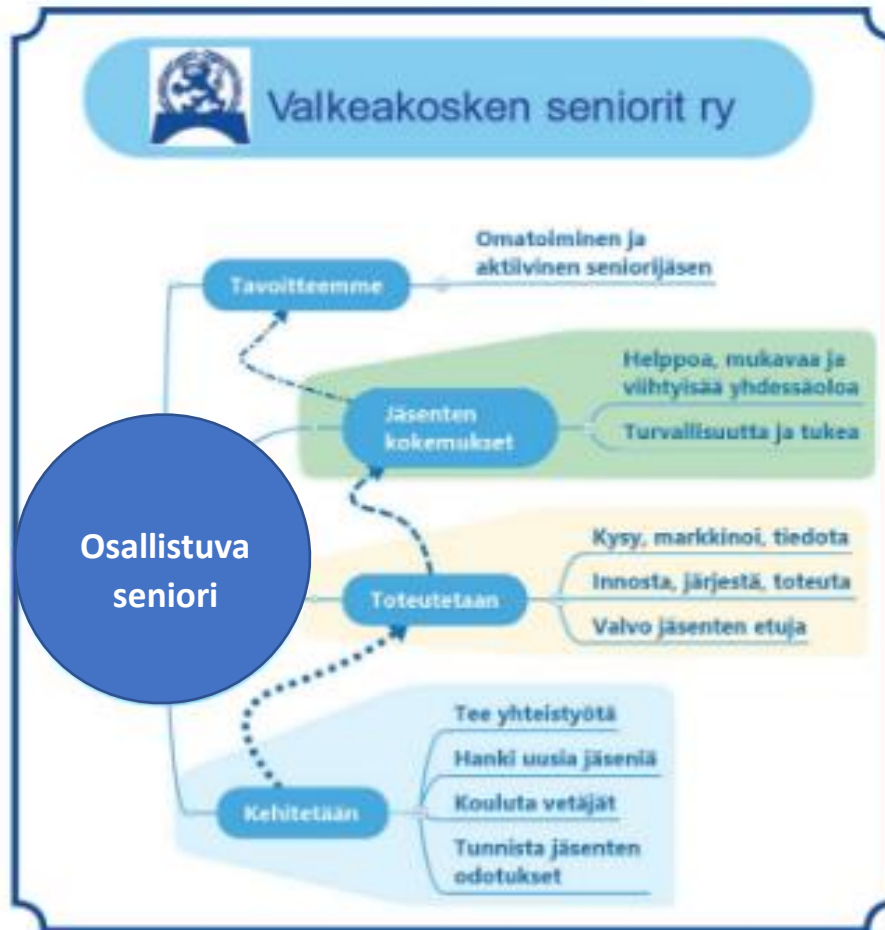 Valkeakosken seniorit ry
Omatoiminen ja
aktiivinen seniorijäsen
Tavoitteemme
Helppoa, mukavaa ja
viihtyisää yhdessäoloa
Jäsenten
kokemukset
Turvallisuutta ja tukea
Osallistuva
seniori
Kysy, markkinoi, tiedota
Toteutetaan
Innosta, järjestä, toteuta
Valvo jäsenten etuja
Tee yhteistyötä
Hanki uusia jäseniä
Kehitetään
Kouluta vetäjät
Tunnista jäsenten
odotukset